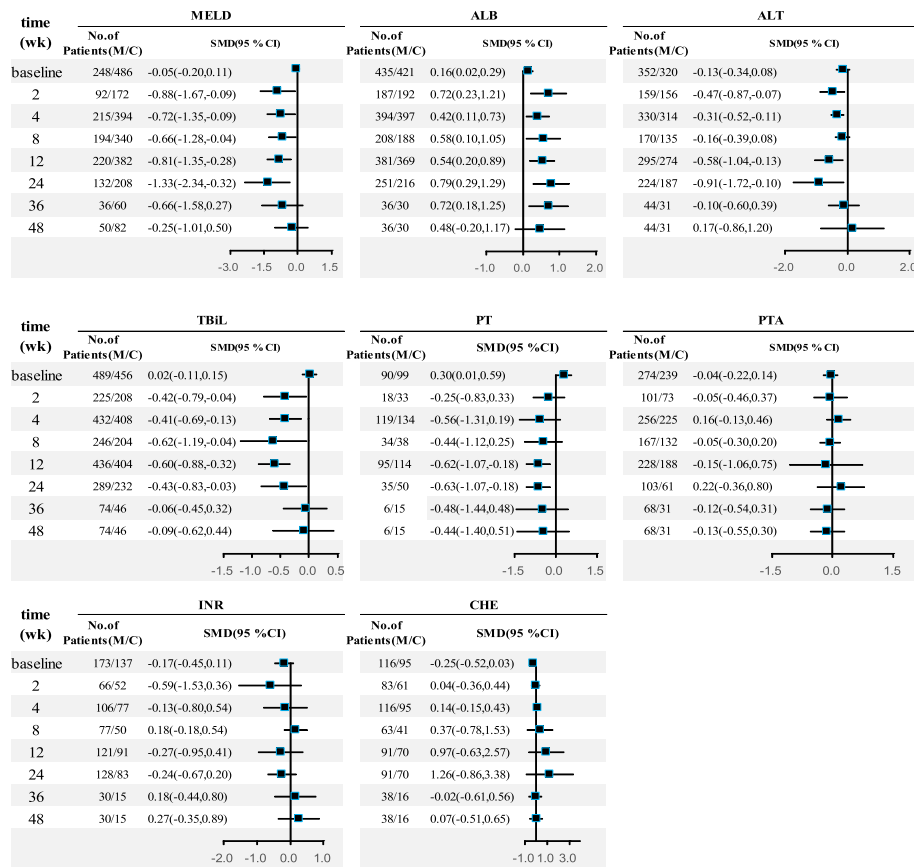 time
(wk)
MELD
ALB
ALT
No.of
Patients(M/C)
SMD(95 %CI)
No.of
Patients(M/C)
SMD(95 %CI)
No.of
Patients(M/C)
SMD(95 %CI)
baseline 248/486 -0.05(-0.20,0.11) 435/421 0.16(0.02,0.29) 352/320 -0.13(-0.34,0.08)
2 92/172 -0.88(-1.67,-0.09) 187/192 0.72(0.23,1.21) 159/156 -0.47(-0.87,-0.07)
4 215/394 -0.72(-1.35,-0.09) 394/397 0.42(0.11,0.73) 330/314 -0.31(-0.52,-0.11)
8 194/340 -0.66(-1.28,-0.04) 208/188 0.58(0.10,1.05) 170/135 -0.16(-0.39,0.08)
12 220/382 -0.81(-1.35,-0.28) 381/369 0.54(0.20,0.89) 295/274 -0.58(-1.04,-0.13)
24 132/208 -1.33(-2.34,-0.32) 251/216 0.79(0.29,1.29) 224/187 -0.91(-1.72,-0.10)
36 36/60 -0.66(-1.58,0.27) 36/30 0.72(0.18,1.25) 44/31 -0.10(-0.60,0.39)
48 50/82 -0.25(-1.01,0.50) 36/30 0.48(-0.20,1.17) 44/31 0.17(-0.86,1.20)
-3.0 -1.5 0.0 1.5 -1.0 0.0 1.0 2.0 -2.0 0.0 2.0
time
(wk)
TBiL
PT
PTA
No.of
Patients(M/C)
SMD(95 %CI)
No.of
Patients(M/C)
SMD(95 %CI)
No.of
Patients(M/C)
SMD(95 %CI)
baseline 489/456 0.02(-0.11,0.15) 90/99 0.30(0.01,0.59) 274/239 -0.04(-0.22,0.14)
2 225/208 -0.42(-0.79,-0.04) 18/33 -0.25(-0.83,0.33) 101/73 -0.05(-0.46,0.37)
4 432/408 -0.41(-0.69,-0.13) 119/134 -0.56(-1.31,0.19) 256/225 0.16(-0.13,0.46)
8 246/204 -0.62(-1.19,-0.04) 34/38 -0.44(-1.12,0.25) 167/132 -0.05(-0.30,0.20)
12 436/404 -0.60(-0.88,-0.32) 95/114 -0.62(-1.07,-0.18) 228/188 -0.15(-1.06,0.75)
24 289/232 -0.43(-0.83,-0.03) 35/50 -0.63(-1.07,-0.18) 103/61 0.22(-0.36,0.80)
36 74/46 -0.06(-0.45,0.32) 6/15 -0.48(-1.44,0.48) 68/31 -0.12(-0.54,0.31)
48 74/46 -0.09(-0.62,0.44) 6/15 -0.44(-1.40,0.51) 68/31 -0.13(-0.55,0.30)
-1.5 -1.0 -0.5 0.0 0.5 -1.5 0.0 1.5 -1.5 0.0 1.5
time
(wk)
INR
CHE
No.of
Patients(M/C)
SMD(95 %CI)
No.of
Patients(M/C)
SMD(95 %CI)
baseline 173/137 -0.17(-0.45,0.11) 116/95 -0.25(-0.52,0.03)
2 66/52 -0.59(-1.53,0.36) 83/61 0.04(-0.36,0.44)
4 106/77 -0.13(-0.80,0.54) 116/95 0.14(-0.15,0.43)
8 77/50 0.18(-0.18,0.54) 63/41 0.37(-0.78,1.53)
12 121/91 -0.27(-0.95,0.41) 91/70 0.97(-0.63,2.57)
24 128/83 -0.24(-0.67,0.20) 91/70 1.26(-0.86,3.38)
36 30/15 0.18(-0.44,0.80) 38/16 -0.02(-0.61,0.56)
48 30/15 0.27(-0.35,0.89) 38/16 0.07(-0.51,0.65)
-2.0 -1.0 0.0 1.0 -1.0 1.0 3.0